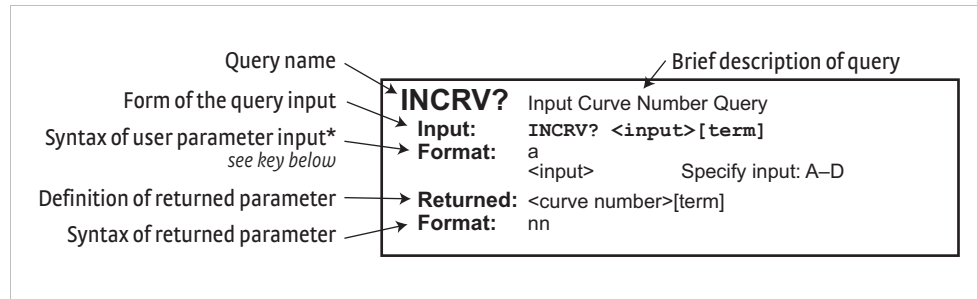 Query name
Brief description of query
INCRV? Input Curve Number Query
Form of the query input
Input: INCRV? <input>[term]
Syntax of user parameter input*
Format: a
see key below
<input> Specify input: A–D
Definition of returned parameter
Returned: <curve number>[term]
Syntax of returned parameter
Format: nn